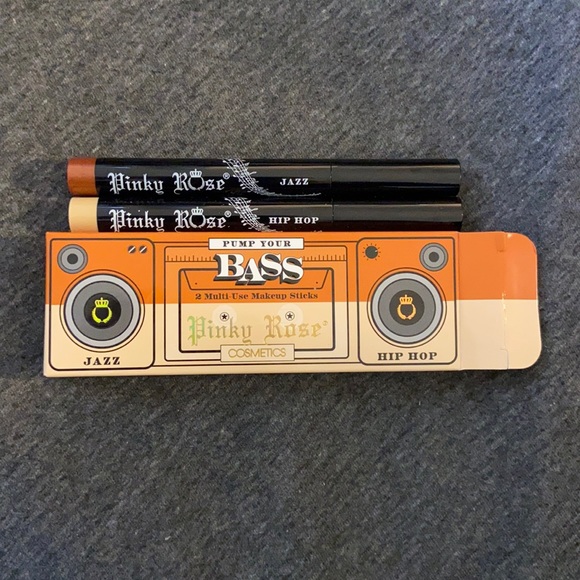 Pinky Rose®
JAZZ
Pinky Rose®
HIP HOP
PUMP YOUR
BASS
2 Multi-Use Makeup Sticks
Pinky Rose®
COSMETICS
JAZZ
HIP HOP